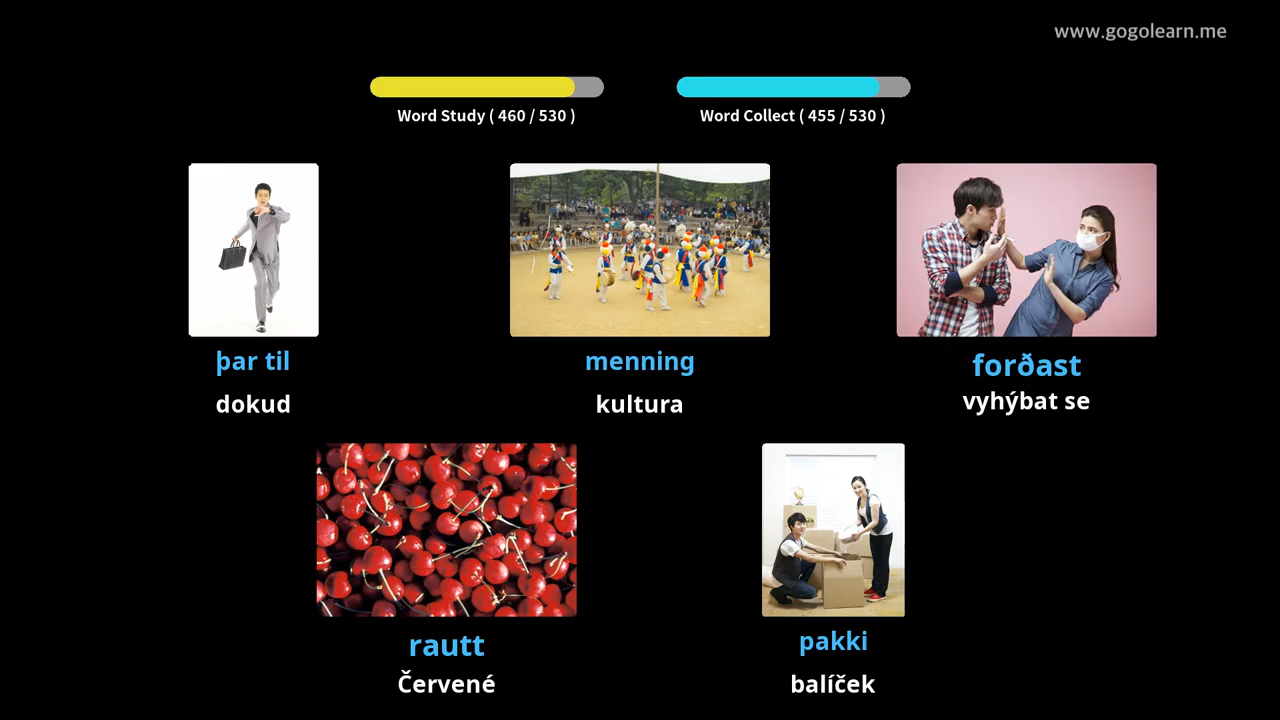 www.gogolearn.me
Word Study ( 460 / 530 )
Word Collect ( 455 / 530 )
þar til
dokud
menning
kultura
forðast
vyhýbat se
rautt
Červené
pakki
balíček